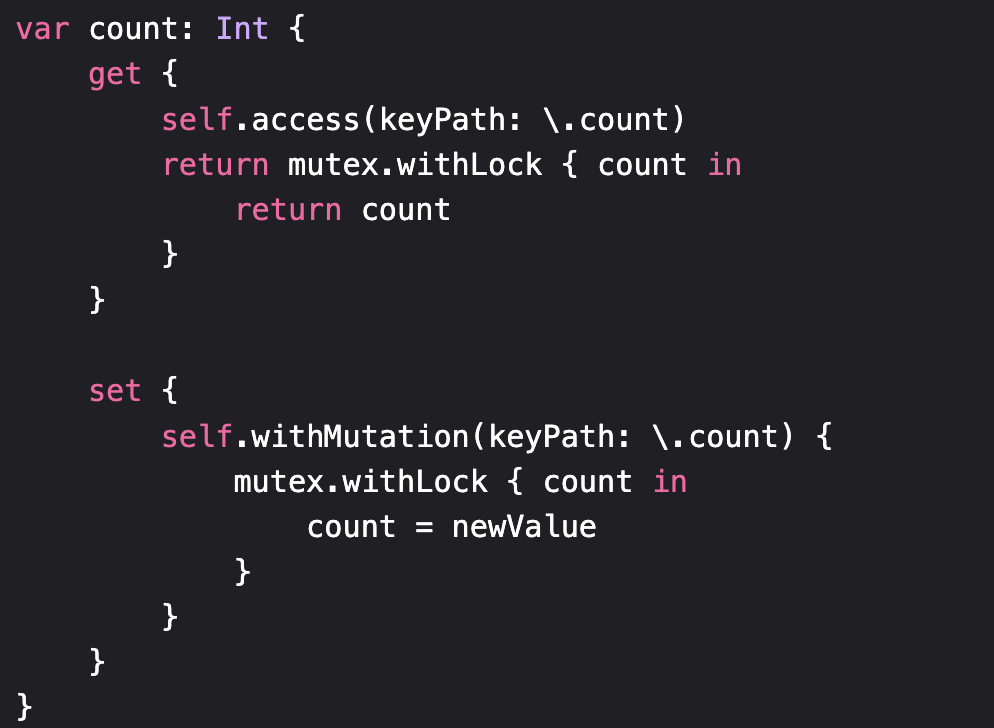 var count: Int {
    get {
        self.access(keyPath: \.count)
        return mutex.withLock { count in
            return count
        }
    }

    set {
        self.withMutation(keyPath: \.count) {
            mutex.withLock { count in
                count = newValue
            }
        }
    }
}